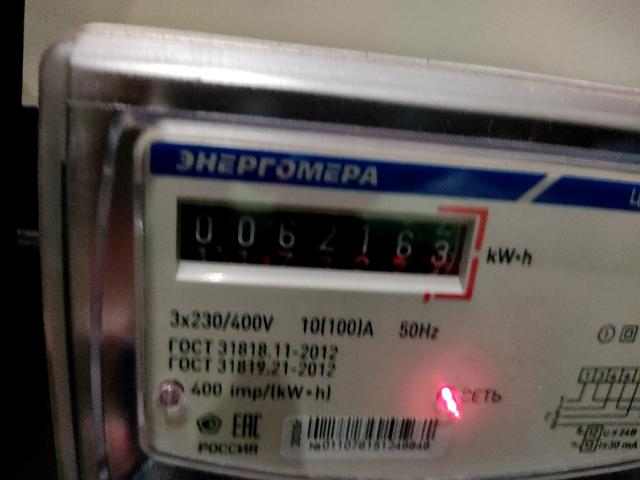 ЭНЕРГОМЕРА
0062163 kW•h
3x230/400V 10(100)A 50Hz
ГОСТ 31818.11-2012
ГОСТ 31819.21-2012
400 imp/(kW•h)
СЕТЬ
EAC
РОССИЯ